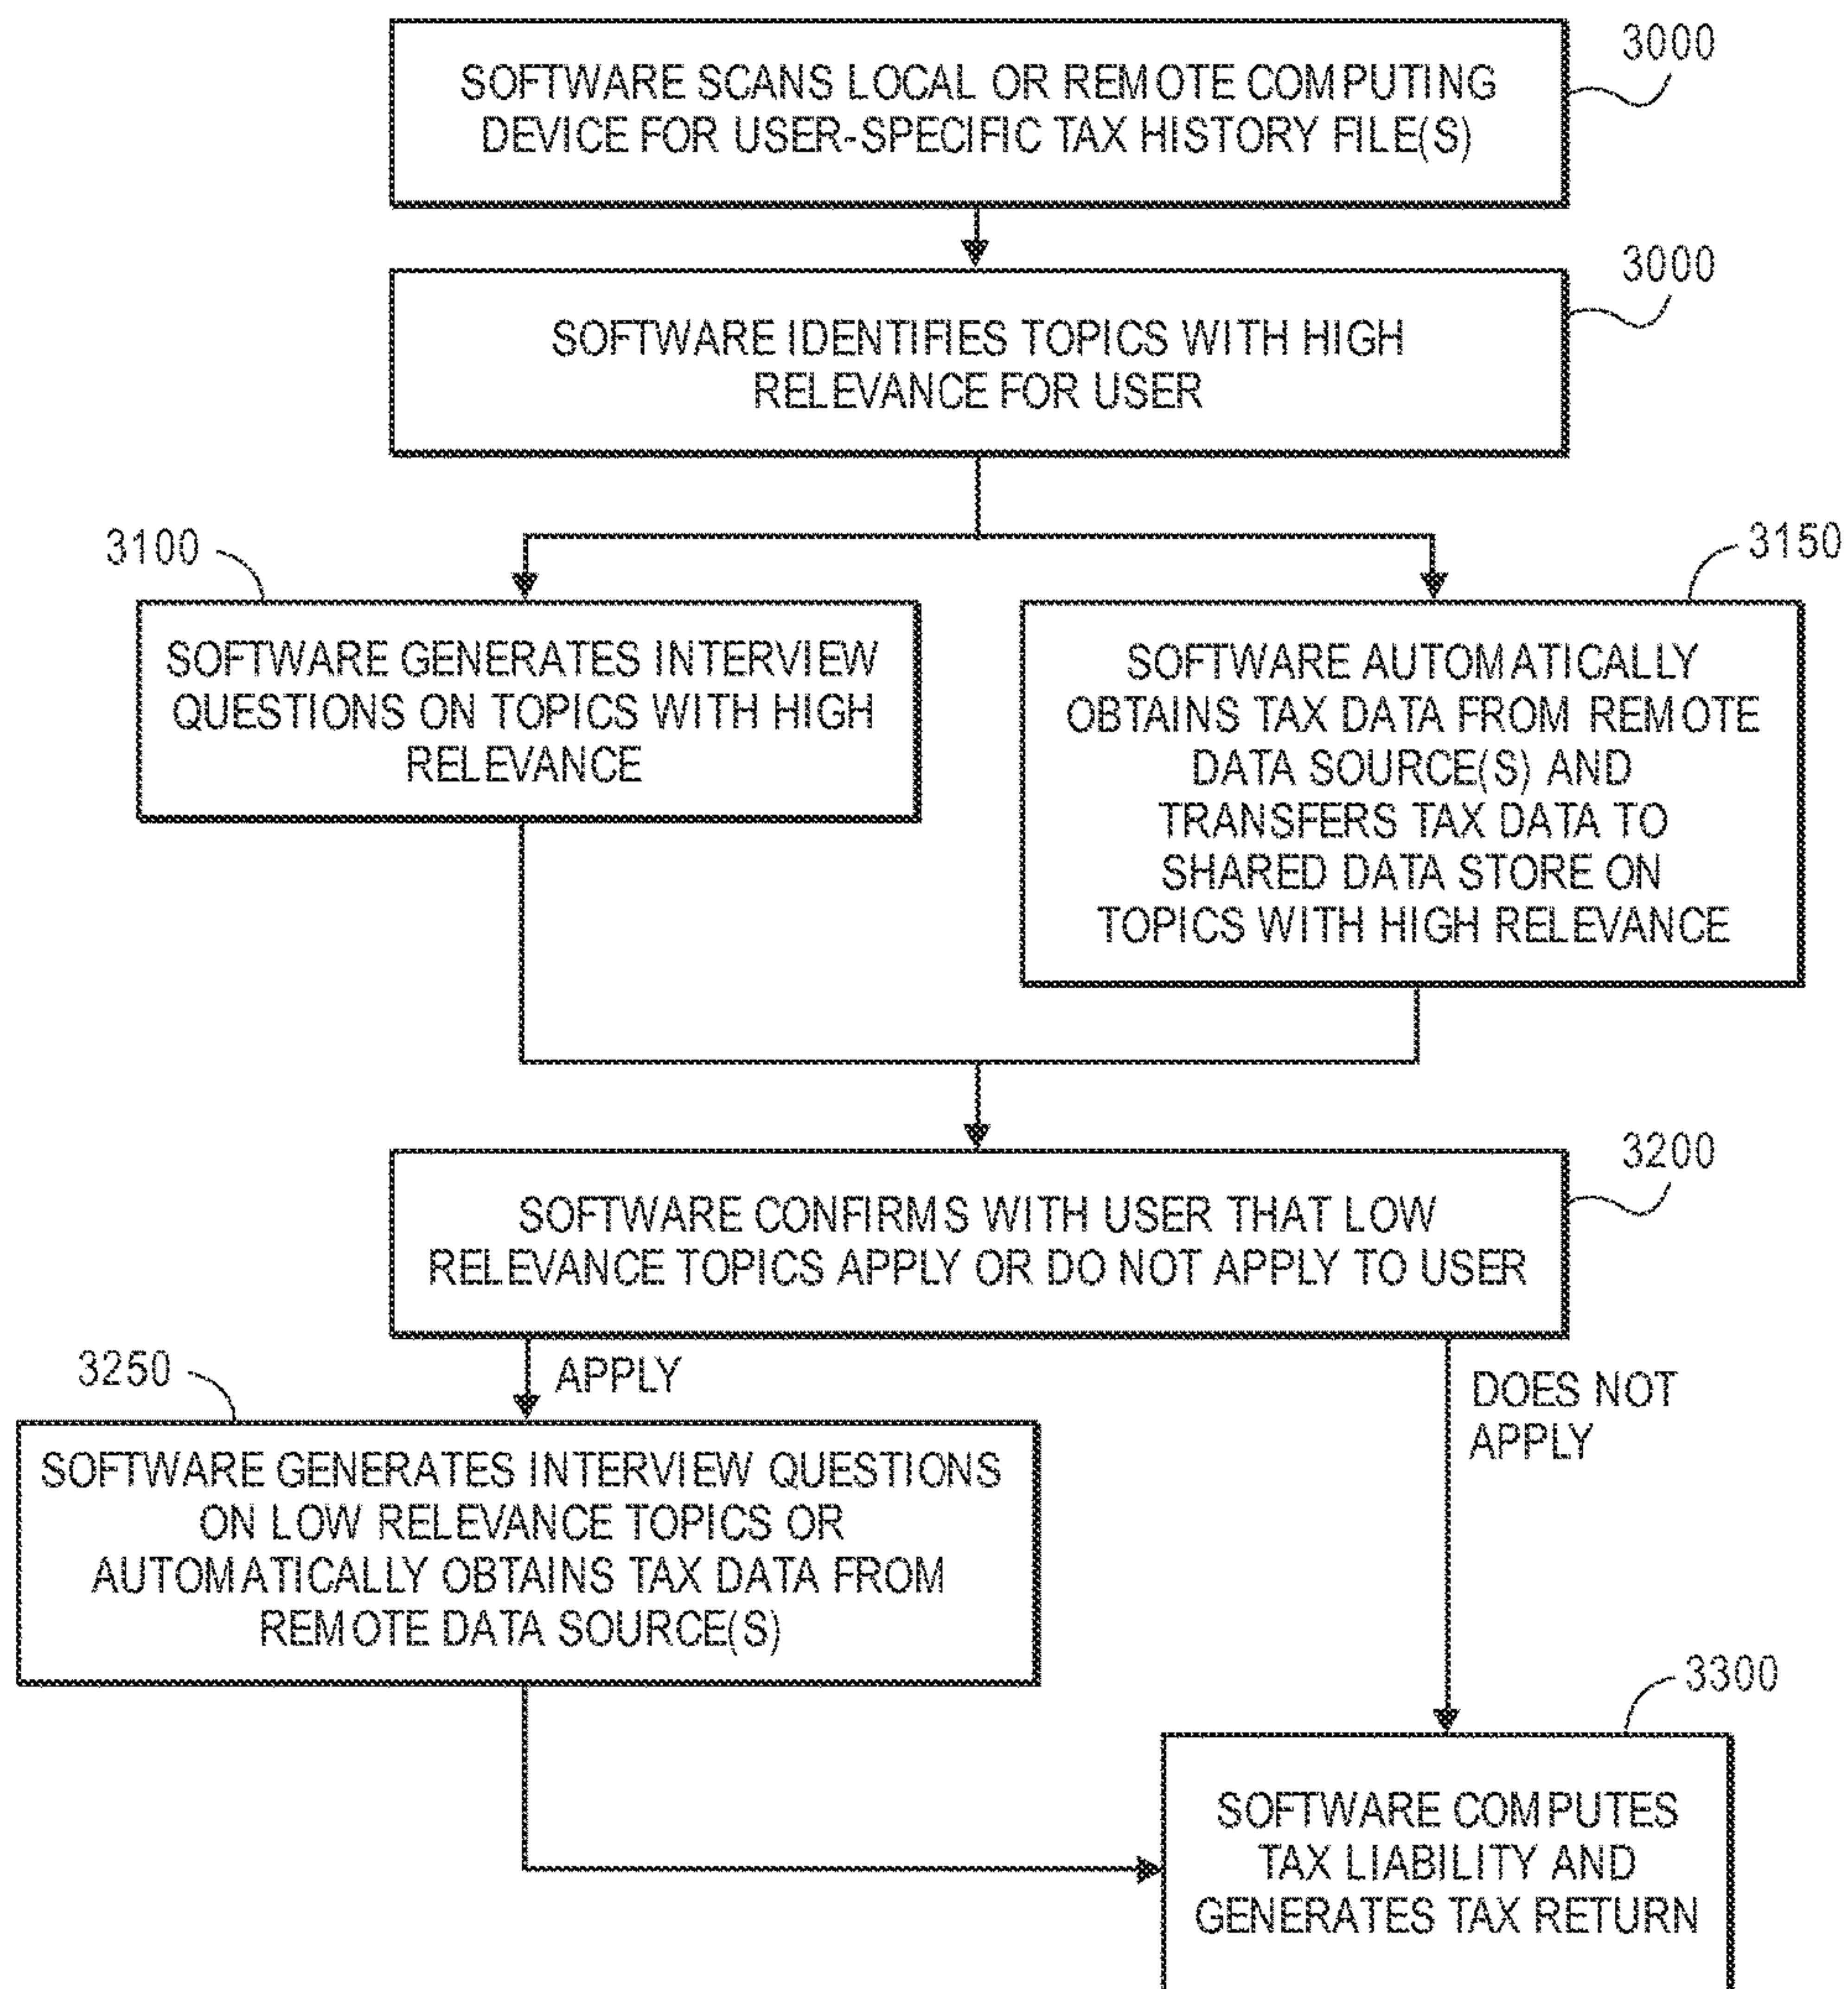 3000
SOFTWARE SCANS LOCAL OR REMOTE COMPUTING
DEVICE FOR USER-SPECIFIC TAX HISTORY FILE(S)
3000
SOFTWARE IDENTIFIES TOPICS WITH HIGH
RELEVANCE FOR USER
3100
SOFTWARE GENERATES INTERVIEW
QUESTIONS ON TOPICS WITH HIGH
RELEVANCE
3150
SOFTWARE AUTOMATICALLY
OBTAINS TAX DATA FROM REMOTE
DATA SOURCE(S) AND
TRANSFERS TAX DATA TO
SHARED DATA STORE ON
TOPICS WITH HIGH RELEVANCE
3200
SOFTWARE CONFIRMS WITH USER THAT LOW
RELEVANCE TOPICS APPLY OR DO NOT APPLY TO USER
APPLY
DOES NOT
APPLY
3250
SOFTWARE GENERATES INTERVIEW QUESTIONS
ON LOW RELEVANCE TOPICS OR
AUTOMATICALLY OBTAINS TAX DATA FROM
REMOTE DATA SOURCE(S)
3300
SOFTWARE COMPUTES
TAX LIABILITY AND
GENERATES TAX RETURN